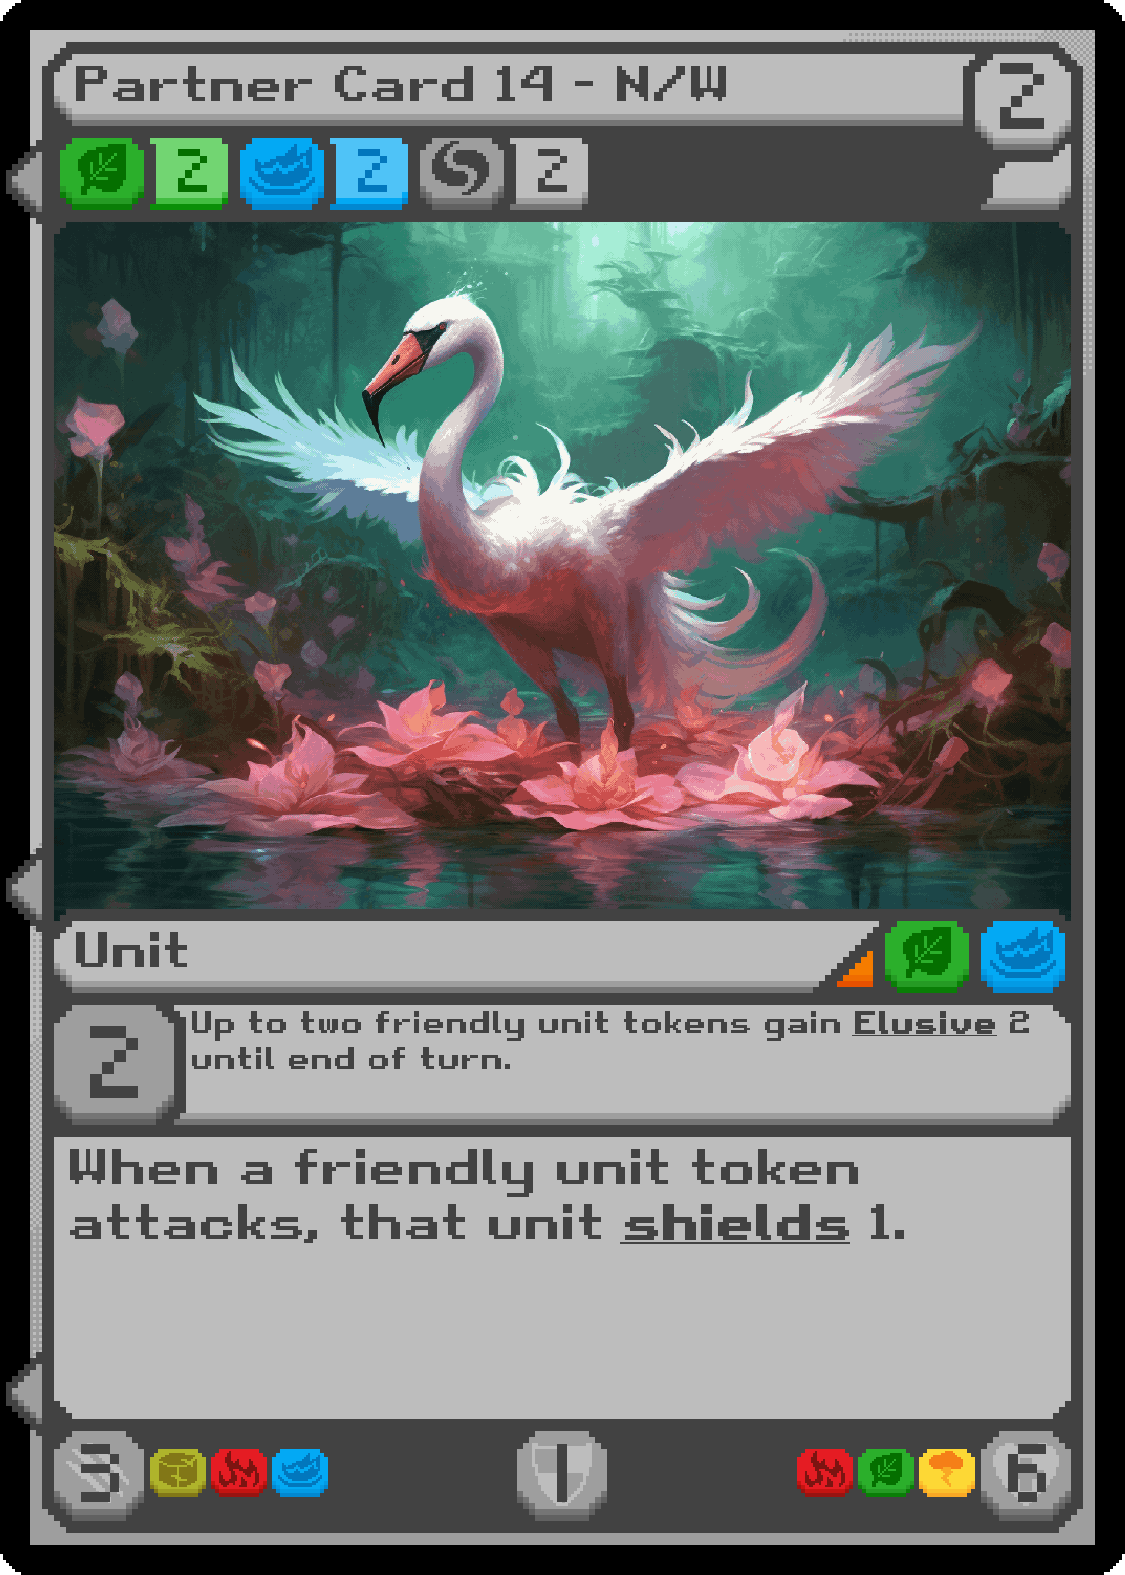 Partner Card 14 - N/W
2
2 2 2
Unit
2
Up to two friendly unit tokens gain Elusive 2
until end of turn.
When a friendly unit token
attacks, that unit shields 1.
3 1 6